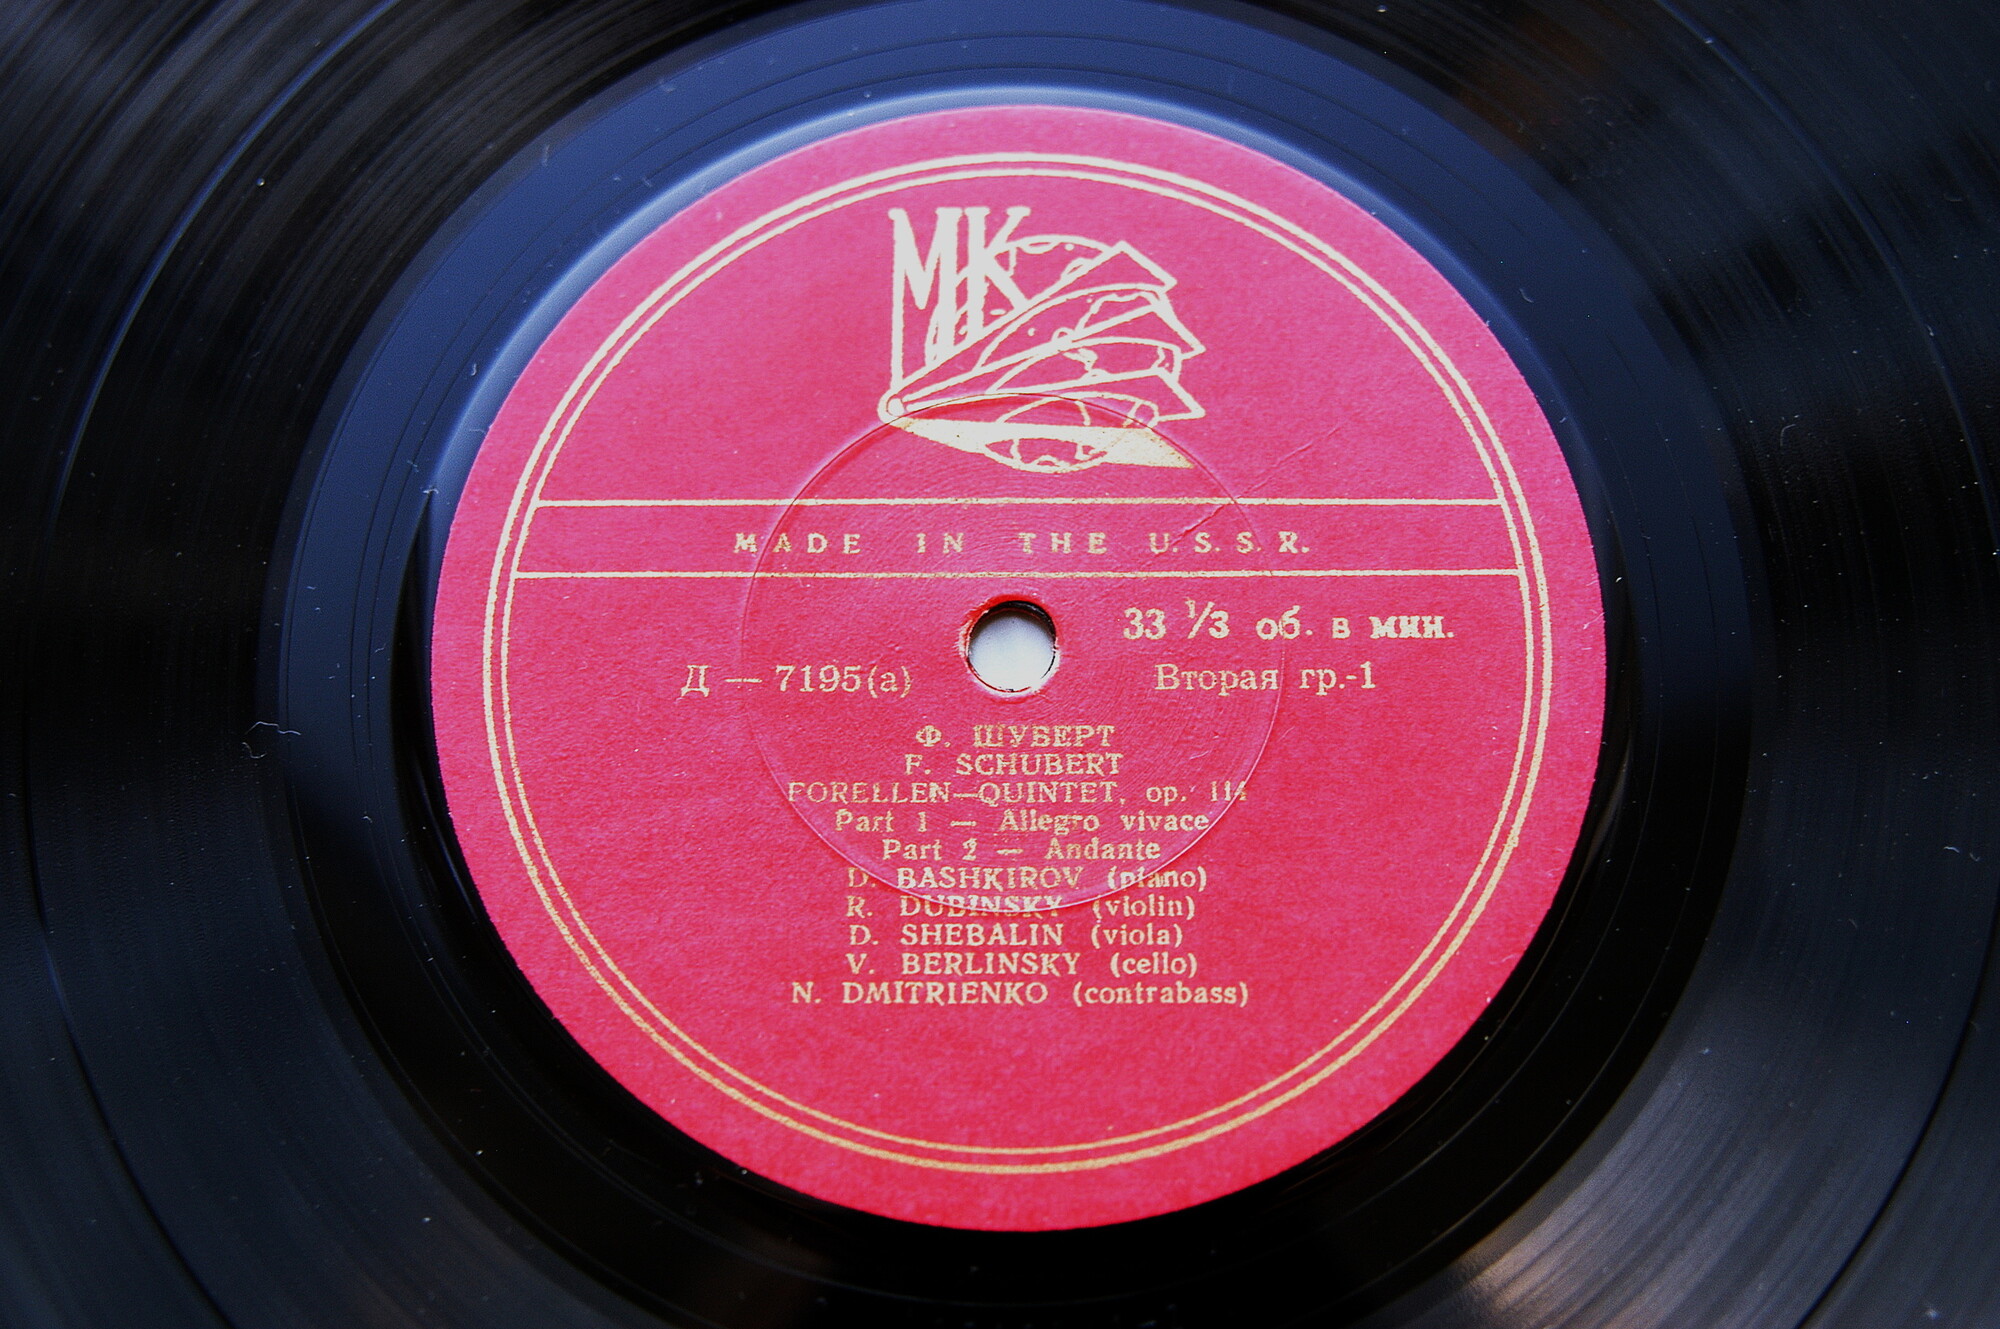 МК
MADE IN THE U.S.S.R.
33 ⅓ об. в мин.
Д — 7195(а) Вторая гр.-1
Ф. ШУБЕРТ
F. SCHUBERT
FORELLEN—QUINTET, op. 114
Part 1 — Allegro vivace
Part 2 — Andante
D. BASHKIROV (piano)
R. DUBINSKY (violin)
D. SHEBALIN (viola)
V. BERLINSKY (cello)
N. DMITRIENKO (contrabass)